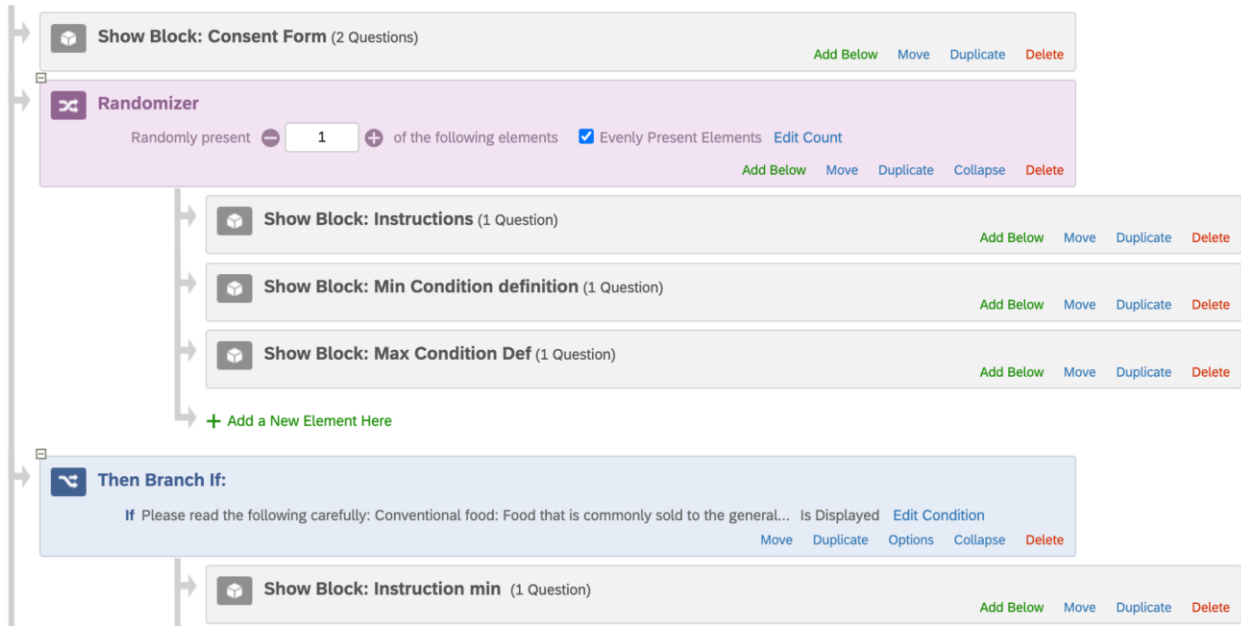 Show Block: Consent Form (2 Questions)
Add Below Move Duplicate Delete
Randomizer
Randomly present 1 of the following elements Evenly Present Elements Edit Count
Add Below Move Duplicate Collapse Delete
Show Block: Instructions (1 Question)
Add Below Move Duplicate Delete
Show Block: Min Condition definition (1 Question)
Add Below Move Duplicate Delete
Show Block: Max Condition Def (1 Question)
Add Below Move Duplicate Delete
+ Add a New Element Here
Then Branch If:
If Please read the following carefully: Conventional food: Food that is commonly sold to the general... Is Displayed Edit Condition
Move Duplicate Options Collapse Delete
Show Block: Instruction min (1 Question)
Add Below Move Duplicate Delete